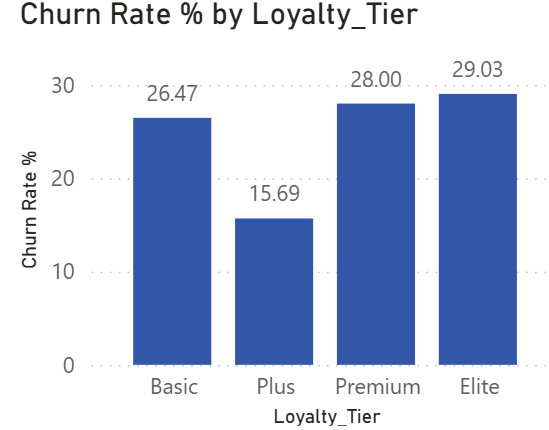 Churn Rate % by Loyalty_Tier
Churn Rate %
30
20
10
0
26.47
15.69
28.00
29.03
Basic
Plus
Premium
Elite
Loyalty_Tier